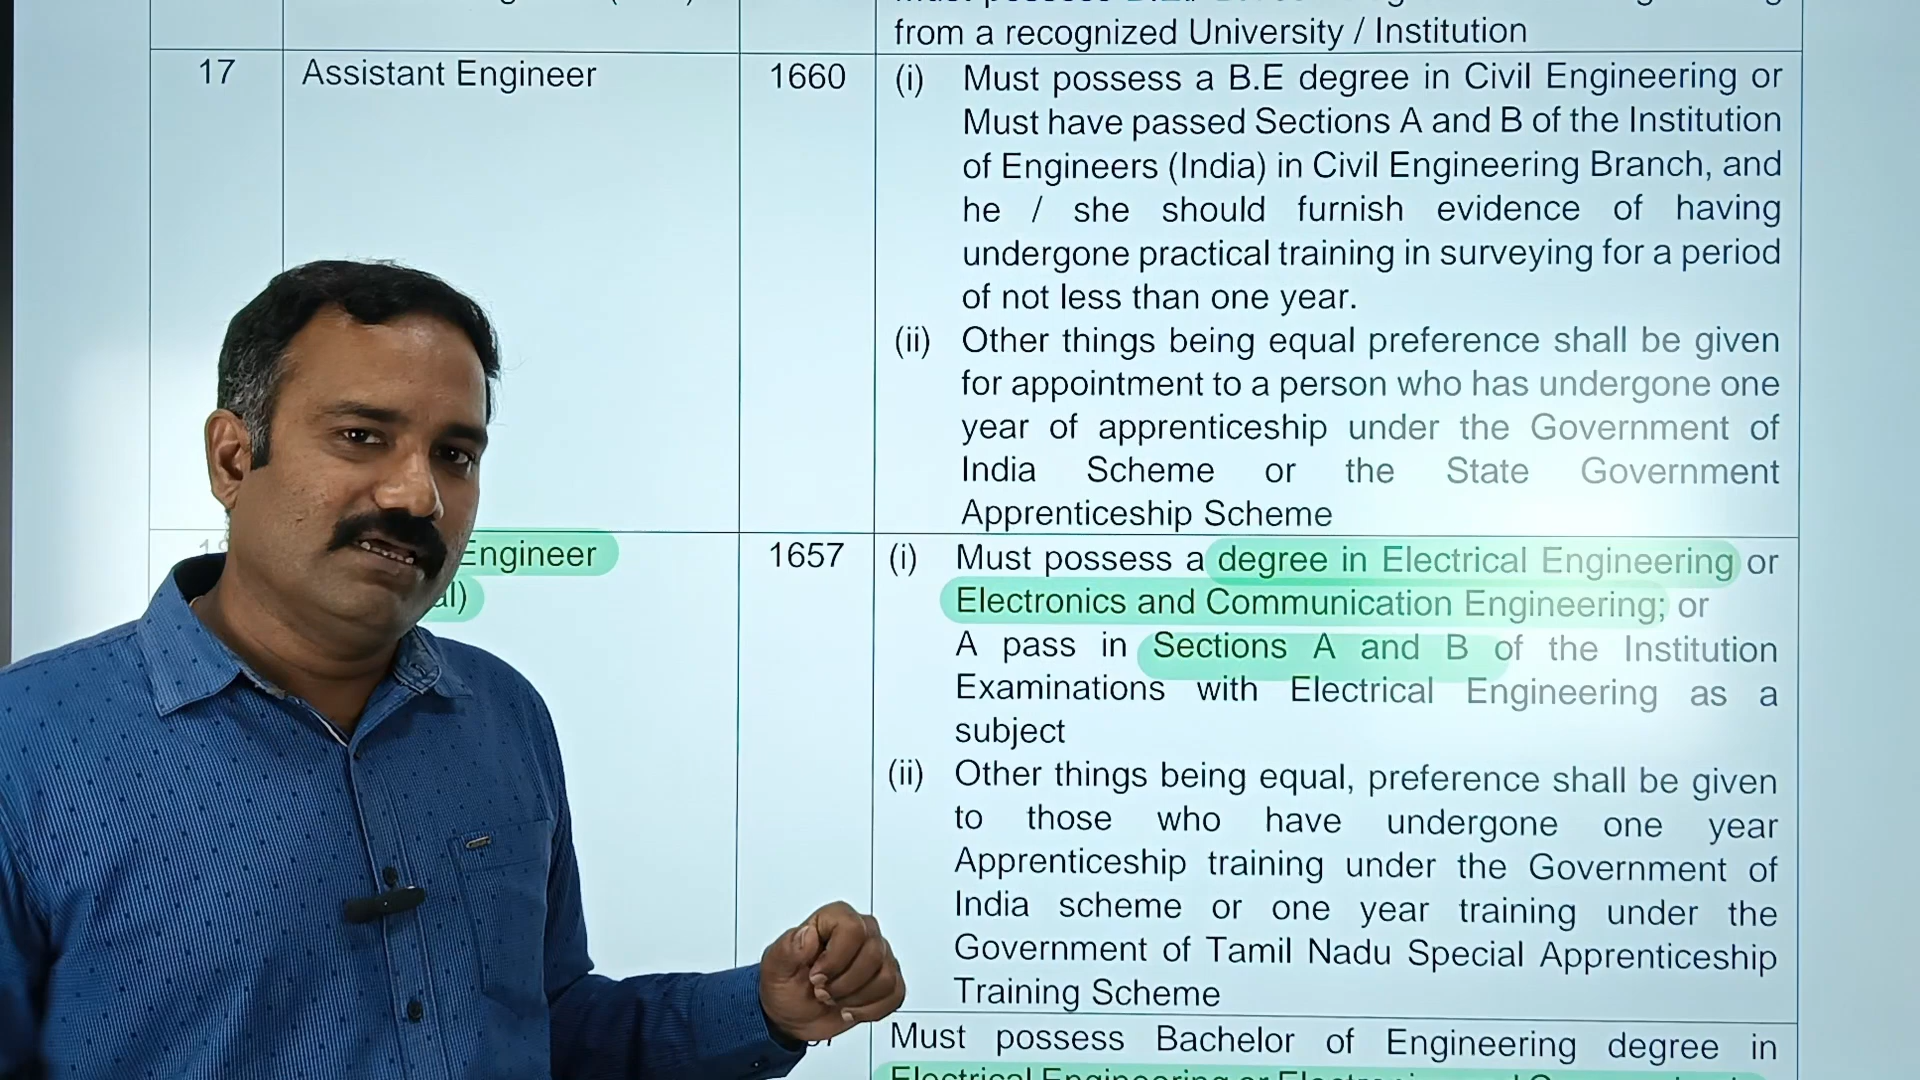 from a recognized University / Institution
17 Assistant Engineer 1660 (i) Must possess a B.E degree in Civil Engineering or
Must have passed Sections A and B of the Institution
of Engineers (India) in Civil Engineering Branch, and
he / she should furnish evidence of having
undergone practical training in surveying for a period
of not less than one year.
(ii) Other things being equal preference shall be given
for appointment to a person who has undergone one
year of apprenticeship under the Government of
India Scheme or the State Government
Apprenticeship Scheme
Engineer 1657 (i) Must possess a degree in Electrical Engineering or
Electronics and Communication Engineering; or
A pass in Sections A and B of the Institution
Examinations with Electrical Engineering as a
subject
(ii) Other things being equal, preference shall be given
to those who have undergone one year
Apprenticeship training under the Government of
India scheme or one year training under the
Government of Tamil Nadu Special Apprenticeship
Training Scheme
Must possess Bachelor of Engineering degree in